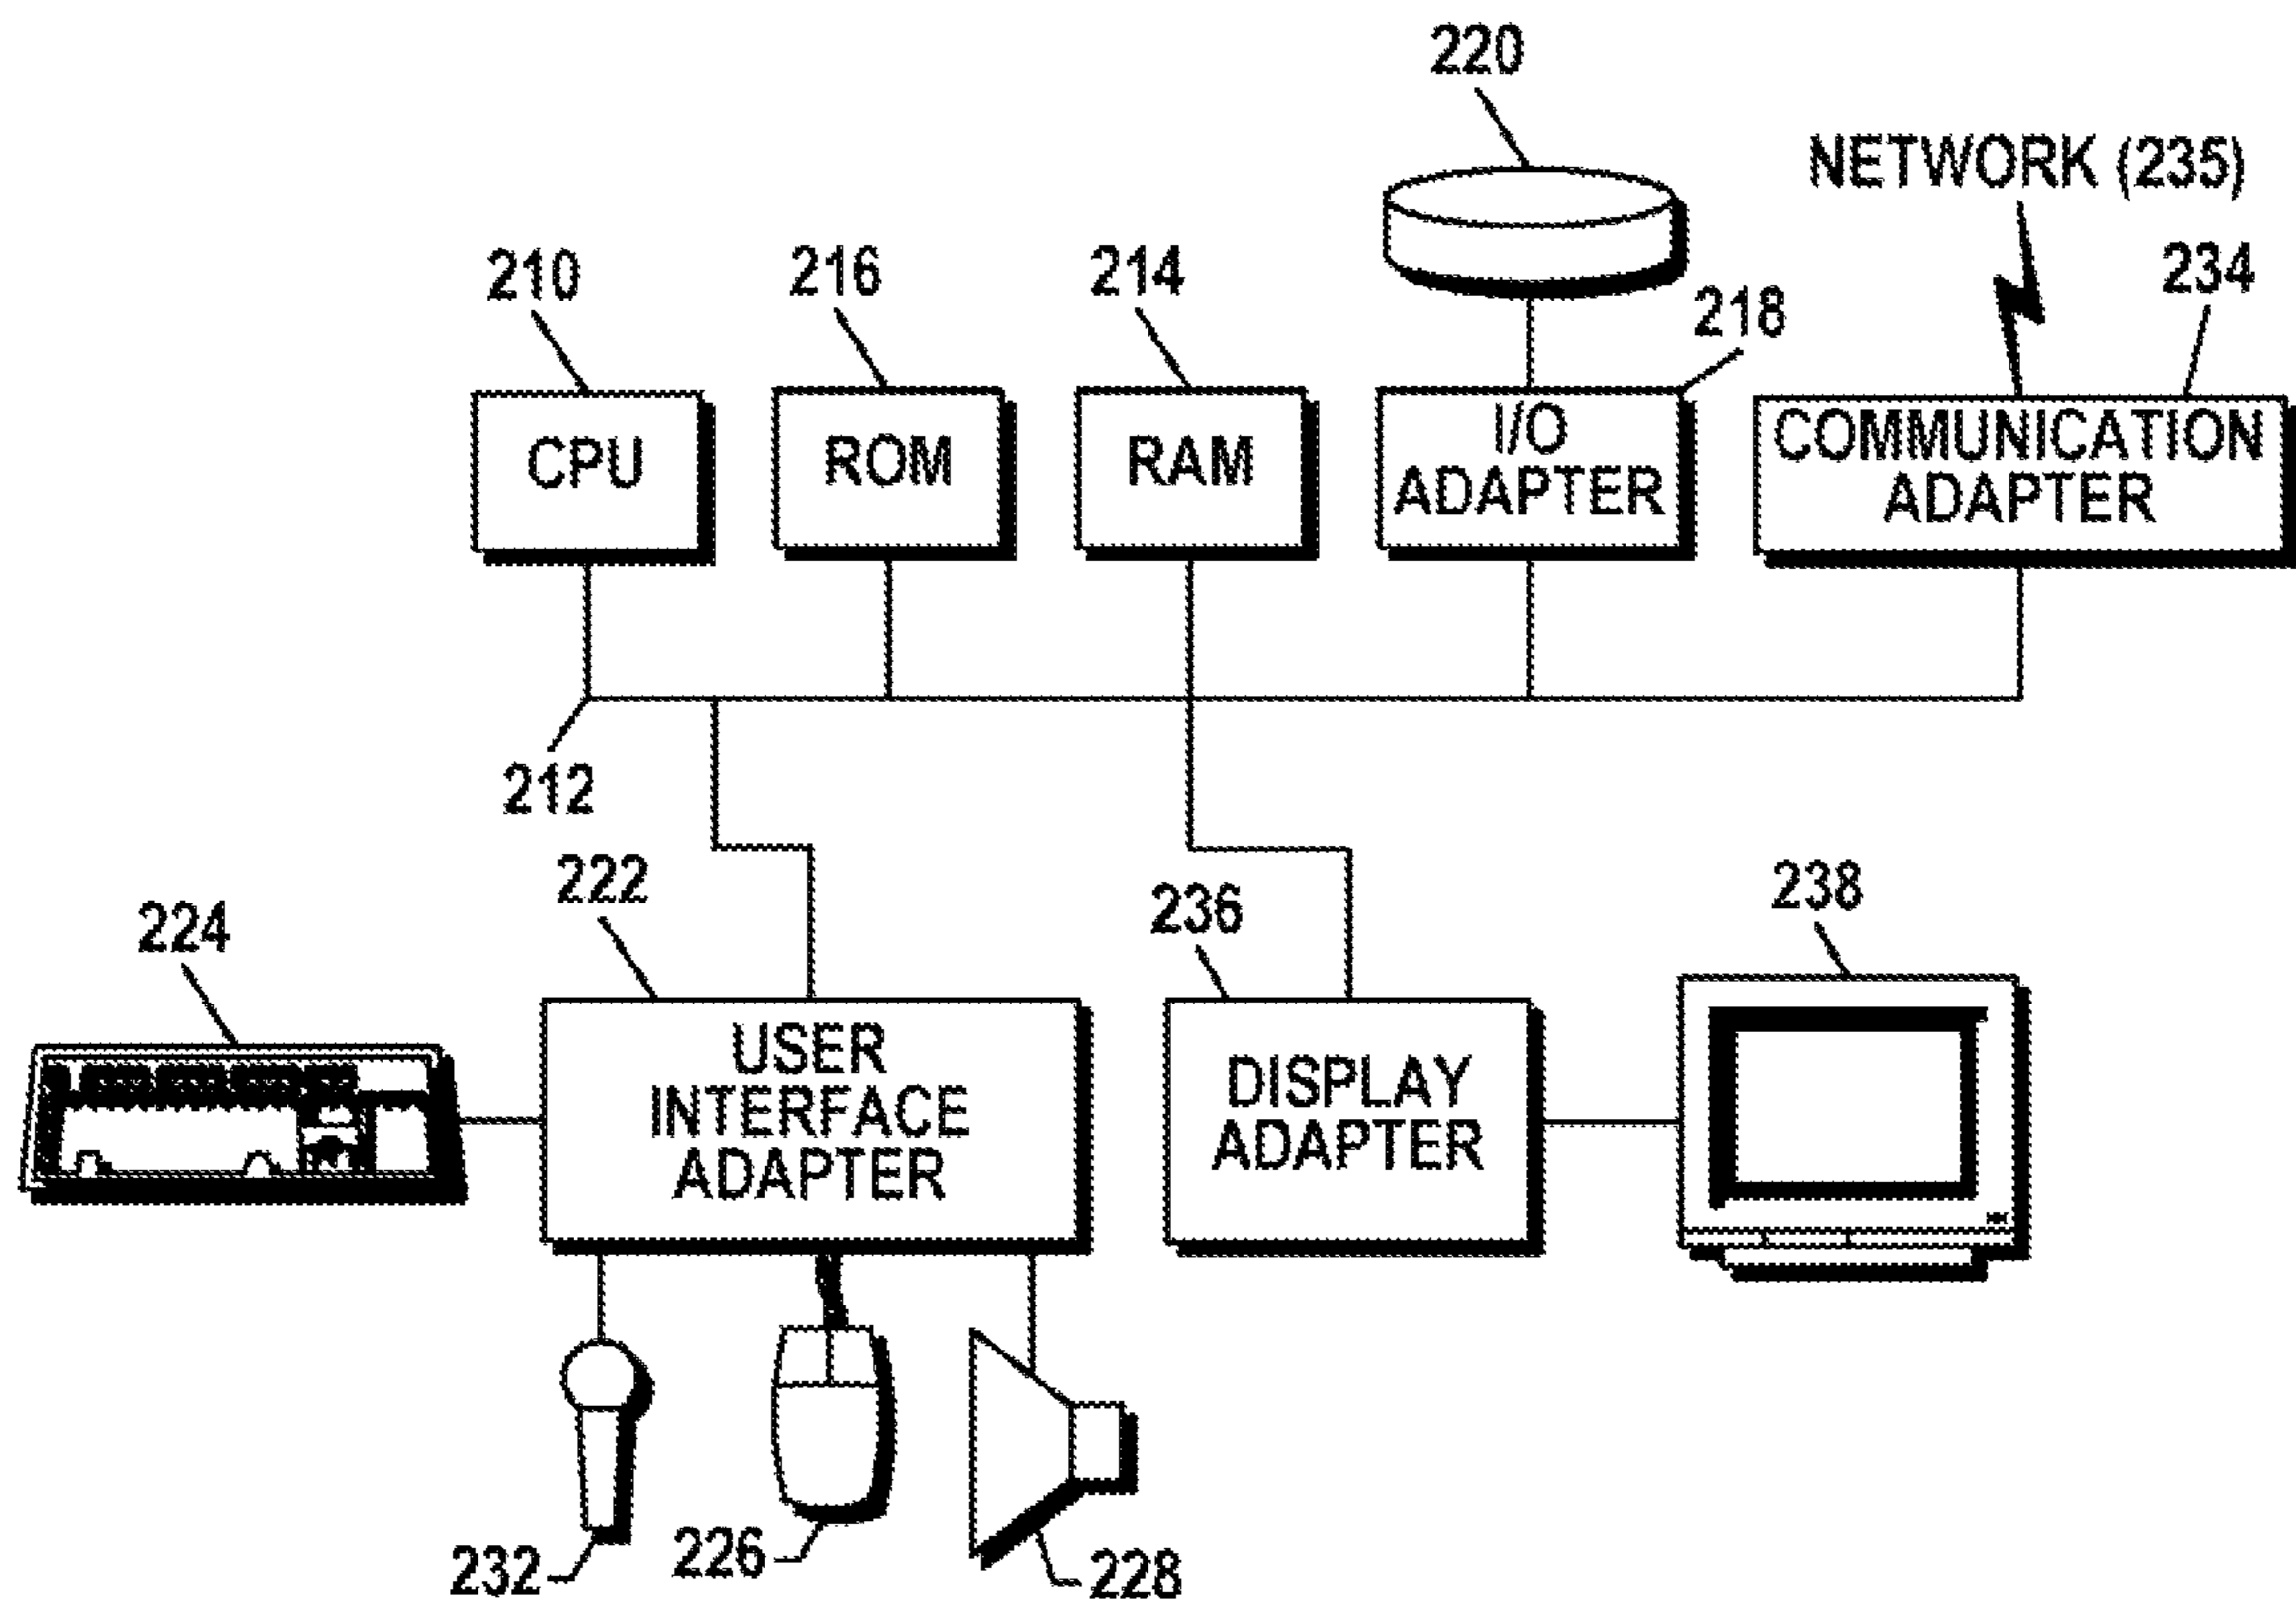 220
NETWORK (235)
210
216
214
218
234
CPU
ROM
RAM
I/O
ADAPTER
COMMUNICATION
ADAPTER
212
222
224
236
238
USER
INTERFACE
ADAPTER
DISPLAY
ADAPTER
232
226
228